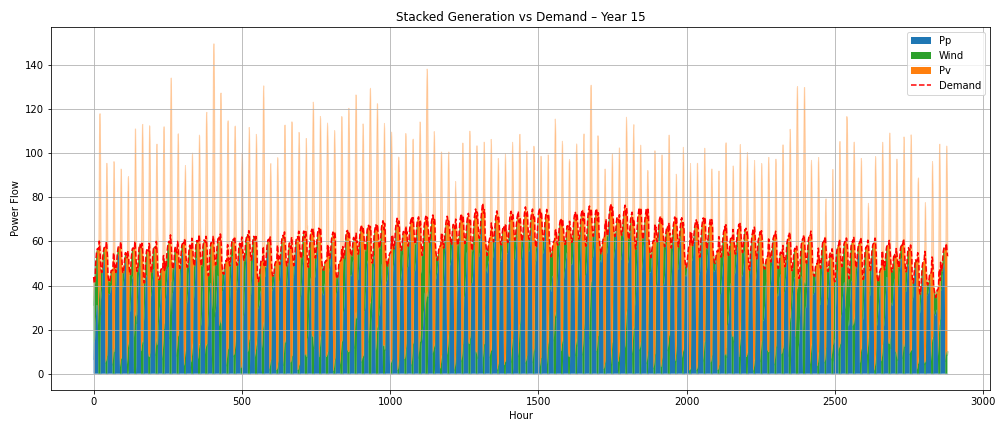 Stacked Generation vs Demand – Year 15
Pp
Wind
Pv
Demand
Power Flow
140
120
100
80
60
40
20
0
0 500 1000 1500 2000 2500 3000
Hour